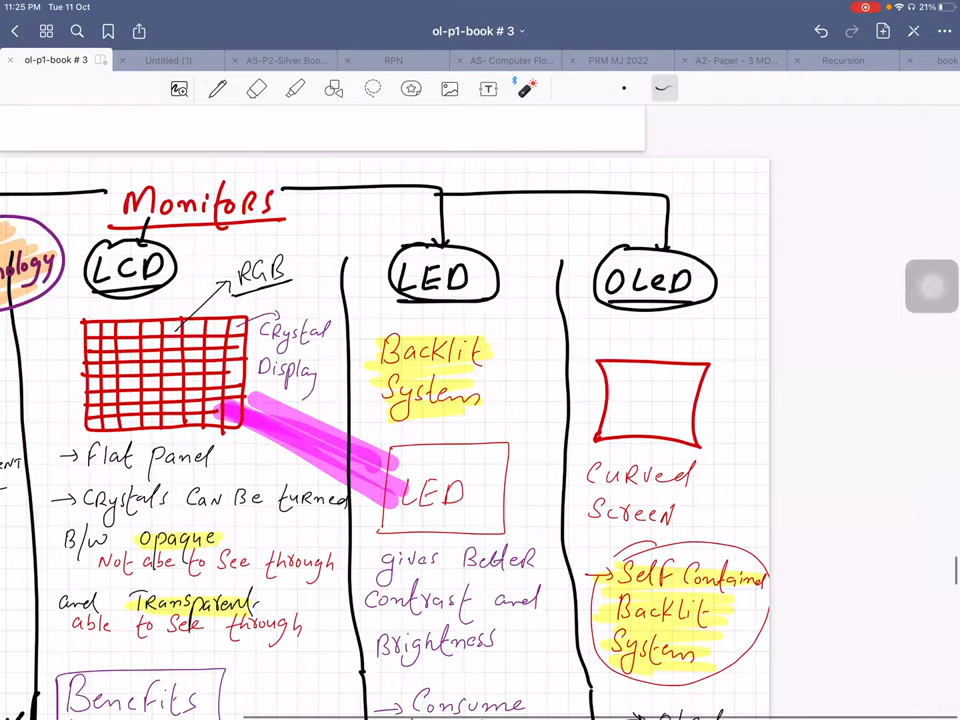 11:25 PM Tue 11 Oct
21%
ol-p1-book # 3
ol-p1-book # 3
Untitled (1)
AS-P2-Silver Boo...
RPN
AS- Computer Flo...
PRM MJ 2022
A2- Paper - 3 MO...
Recursion
book
Monitors
nology
LCD
RGB
CRystal
Display
→ Flat panel
→ CRystals CAN Be tuRned
B/w opaque
Not abe to See through
and TRansparent,
able to See through
Benefits
LED
Backlit
System
LED
gives Better
Contrast and
Brightness
→ Consume
OLeD
CuRved
ScreeN
→ Self Contained
Backlit
System